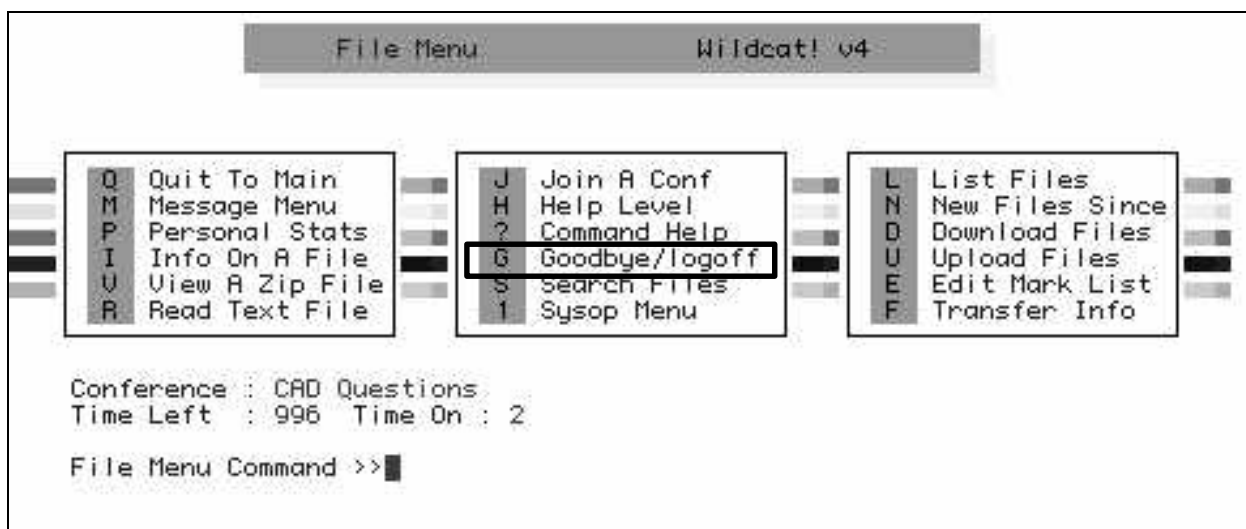 File Menu Wildcat! v4
Q Quit To Main
M Message Menu
P Personal Stats
I Info On A File
V View A Zip File
R Read Text File
J Join A Conf
H Help Level
? Command Help
G Goodbye/logoff
S Search Files
1 Sysop Menu
L List Files
N New Files Since
D Download Files
U Upload Files
E Edit Mark List
F Transfer Info
Conference : CAD Questions
Time Left : 996 Time On : 2
File Menu Command >>